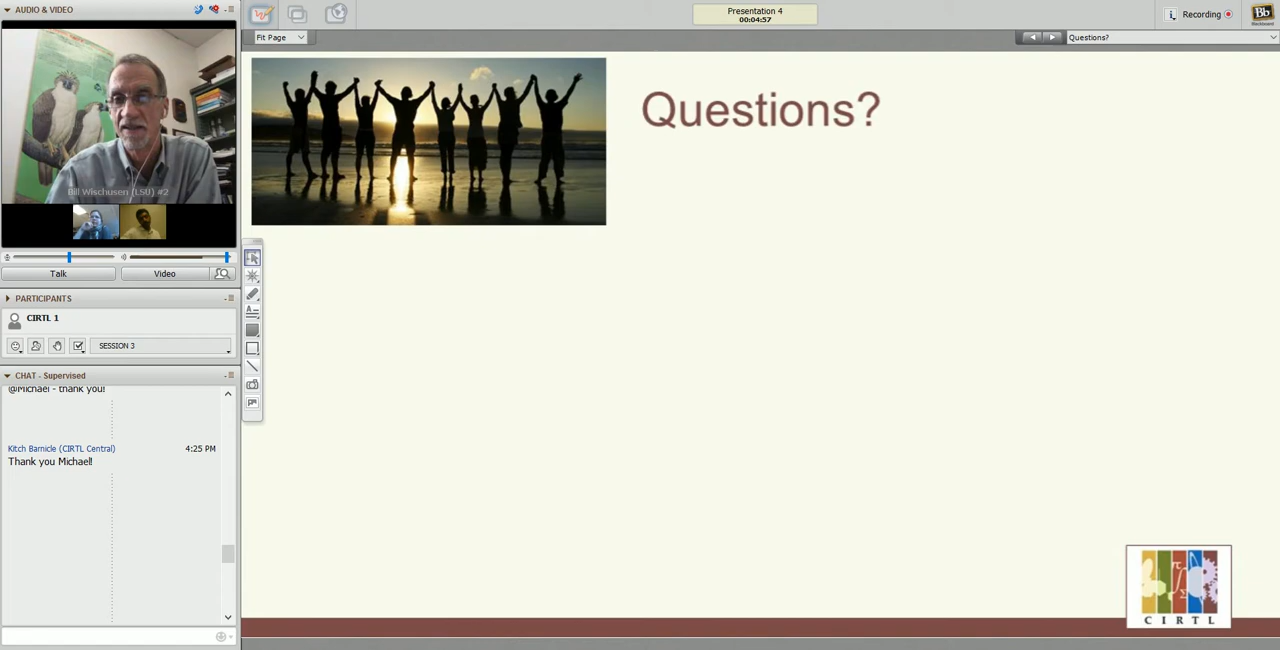 AUDIO & VIDEO
Bill Wischusen (LSU) #2
Talk
Video
PARTICIPANTS
CIRTL 1
SESSION 3
CHAT - Supervised
@Michael - thank you!
Kitch Barnicle (CIRTL Central) 4:25 PM
Thank you Michael!
Presentation 4
00:04:57
Recording
Bb
Blackboard
Fit Page
Questions?
Questions?
CIRTL